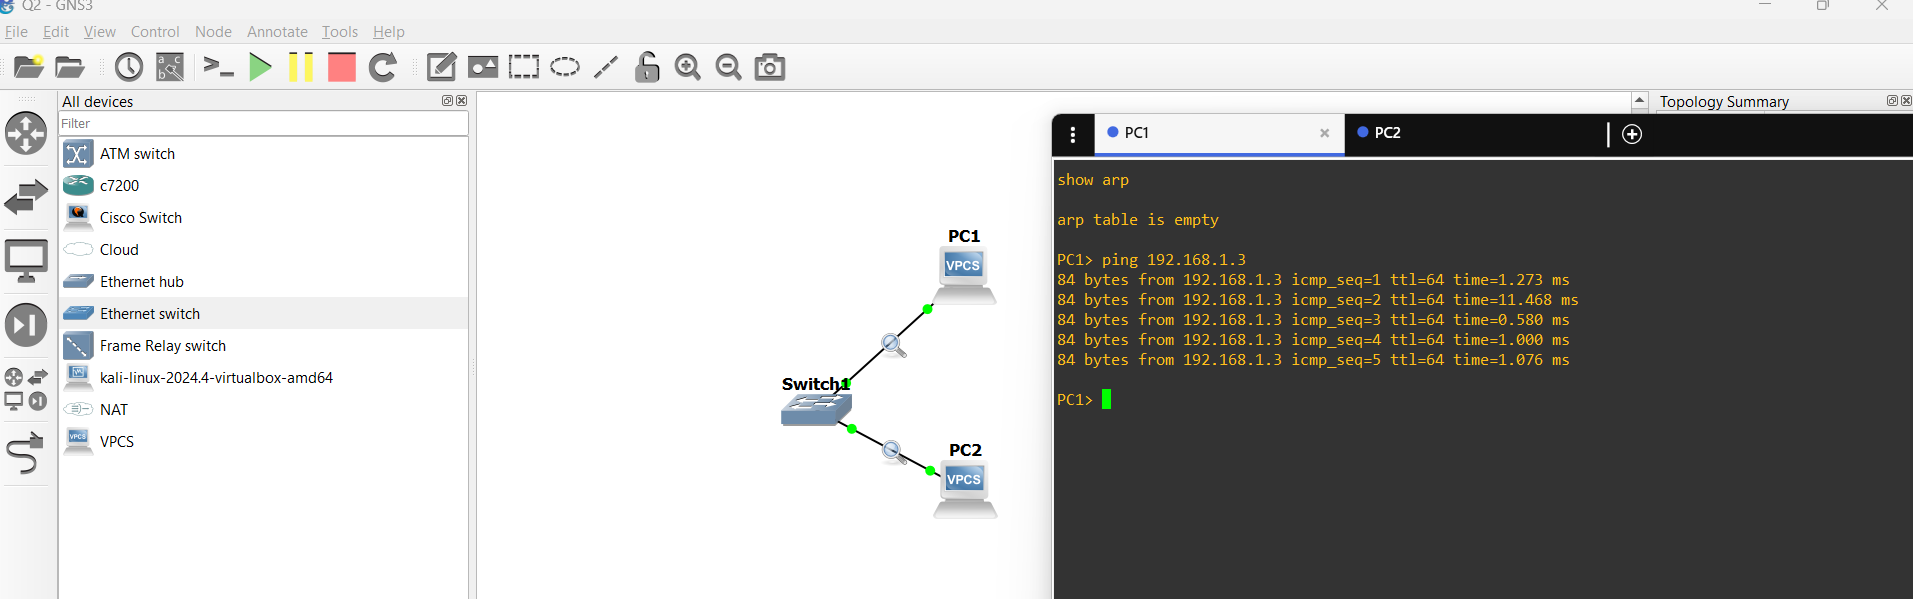 Q2 - GNS3
File Edit View Control Node Annotate Tools Help
All devices
Filter
ATM switch
c7200
Cisco Switch
Cloud
Ethernet hub
Ethernet switch
Frame Relay switch
kali-linux-2024.4-virtualbox-amd64
NAT
VPCS
PC1
VPCS
Switch1
PC2
VPCS
Topology Summary
PC1
PC2
show arp
arp table is empty
PC1> ping 192.168.1.3
84 bytes from 192.168.1.3 icmp_seq=1 ttl=64 time=1.273 ms
84 bytes from 192.168.1.3 icmp_seq=2 ttl=64 time=11.468 ms
84 bytes from 192.168.1.3 icmp_seq=3 ttl=64 time=0.580 ms
84 bytes from 192.168.1.3 icmp_seq=4 ttl=64 time=1.000 ms
84 bytes from 192.168.1.3 icmp_seq=5 ttl=64 time=1.076 ms
PC1>